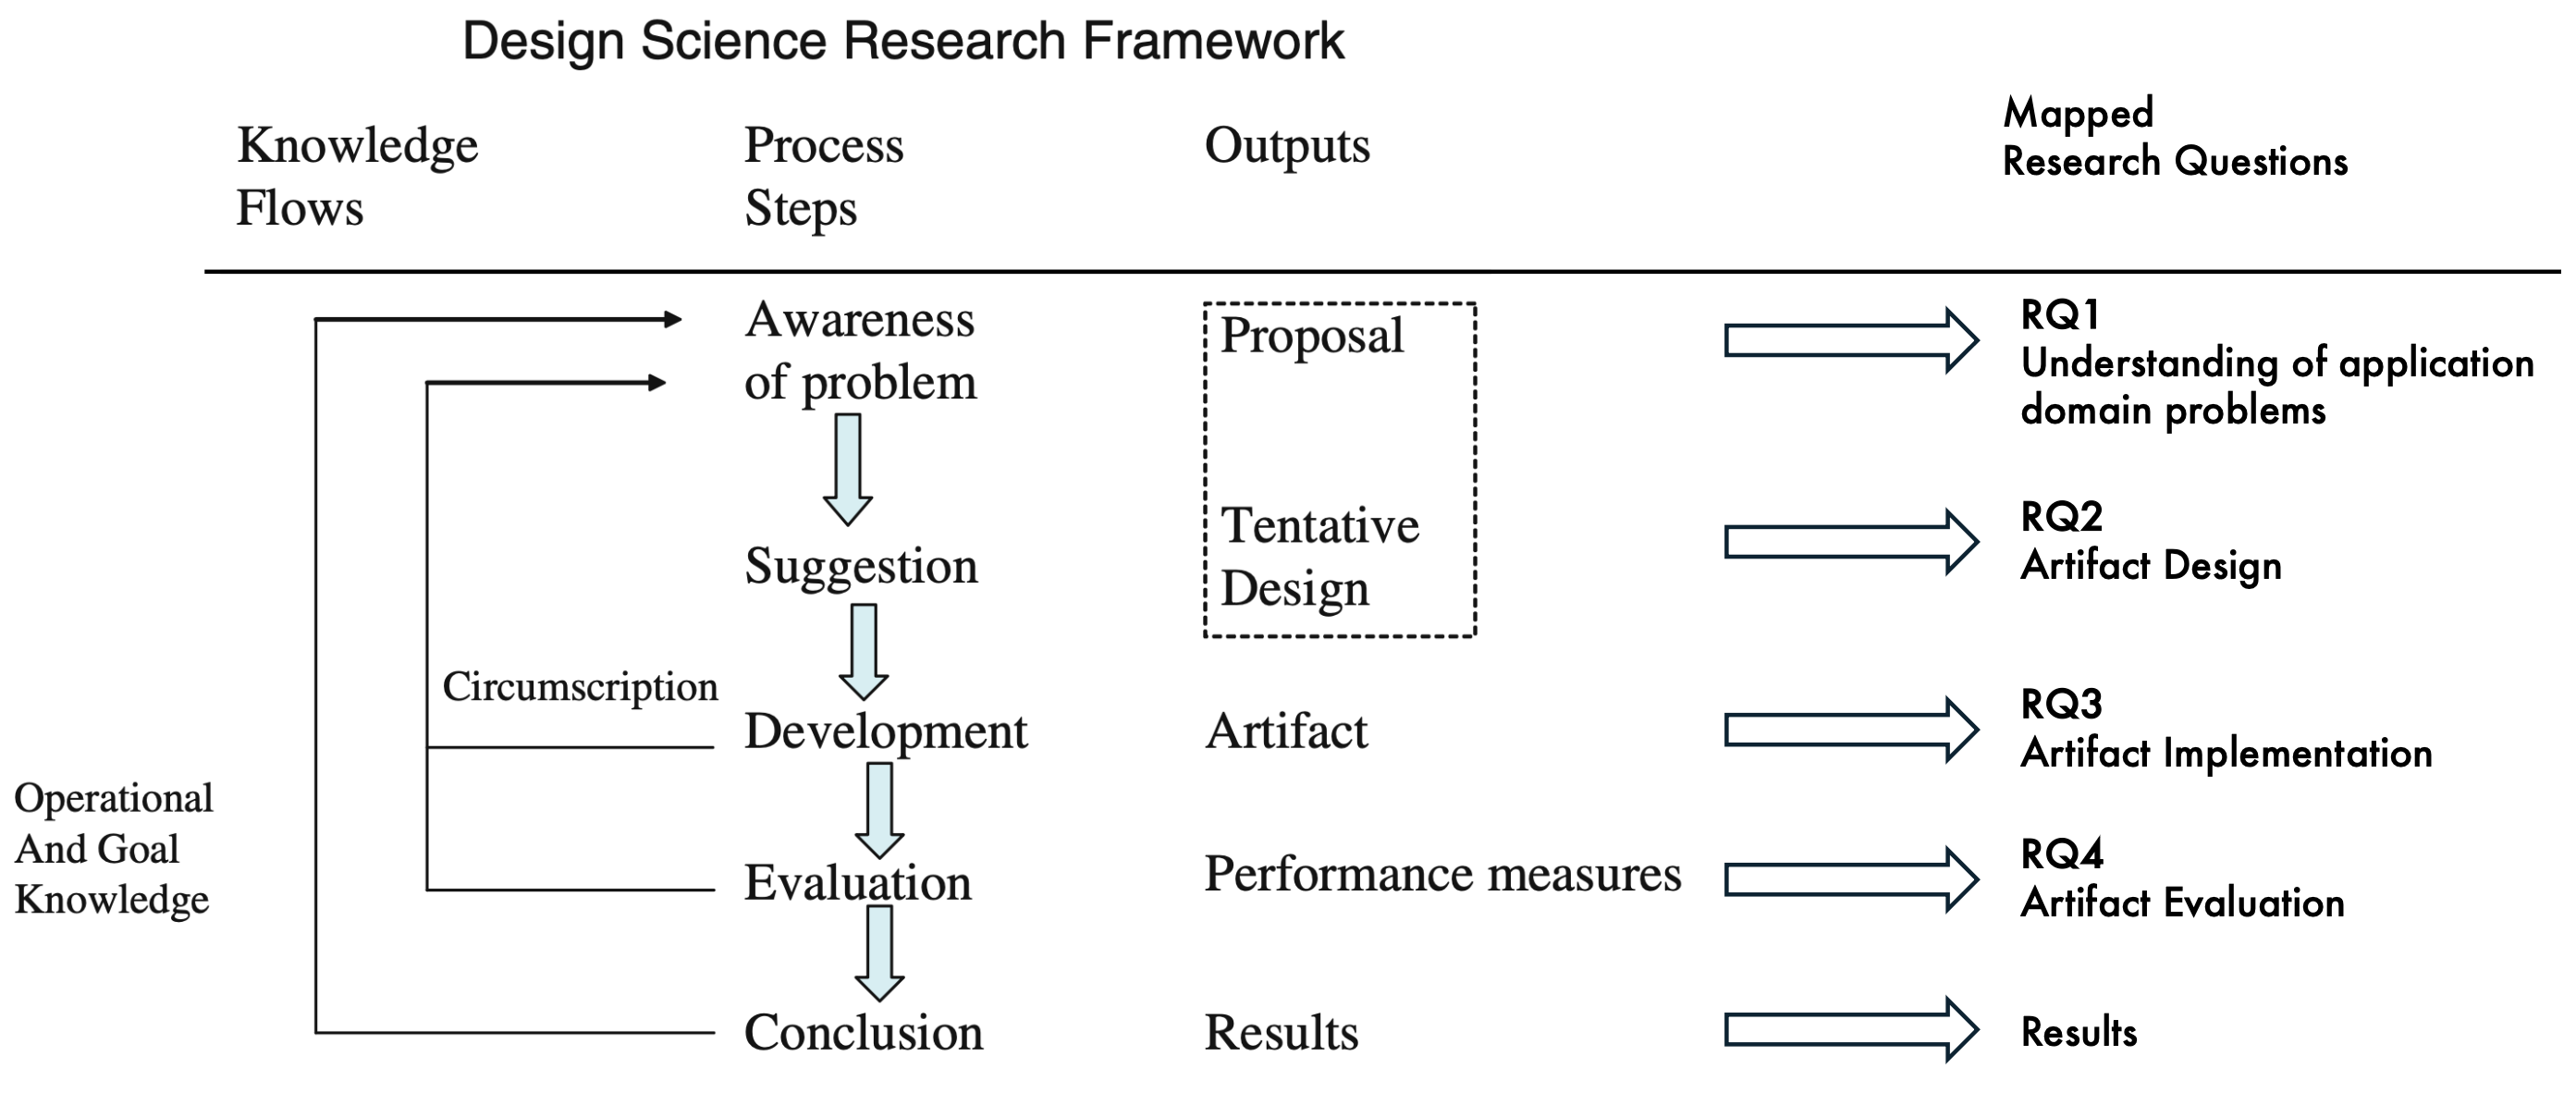 Design Science Research Framework
Knowledge
Flows
Process
Steps
Outputs
Mapped
Research Questions
Awareness
of problem
Proposal
RQ1
Understanding of application
domain problems
Suggestion
Tentative
Design
RQ2
Artifact Design
Circumscription
Development
Artifact
RQ3
Artifact Implementation
Operational
And Goal
Knowledge
Evaluation
Performance measures
RQ4
Artifact Evaluation
Conclusion
Results
Results